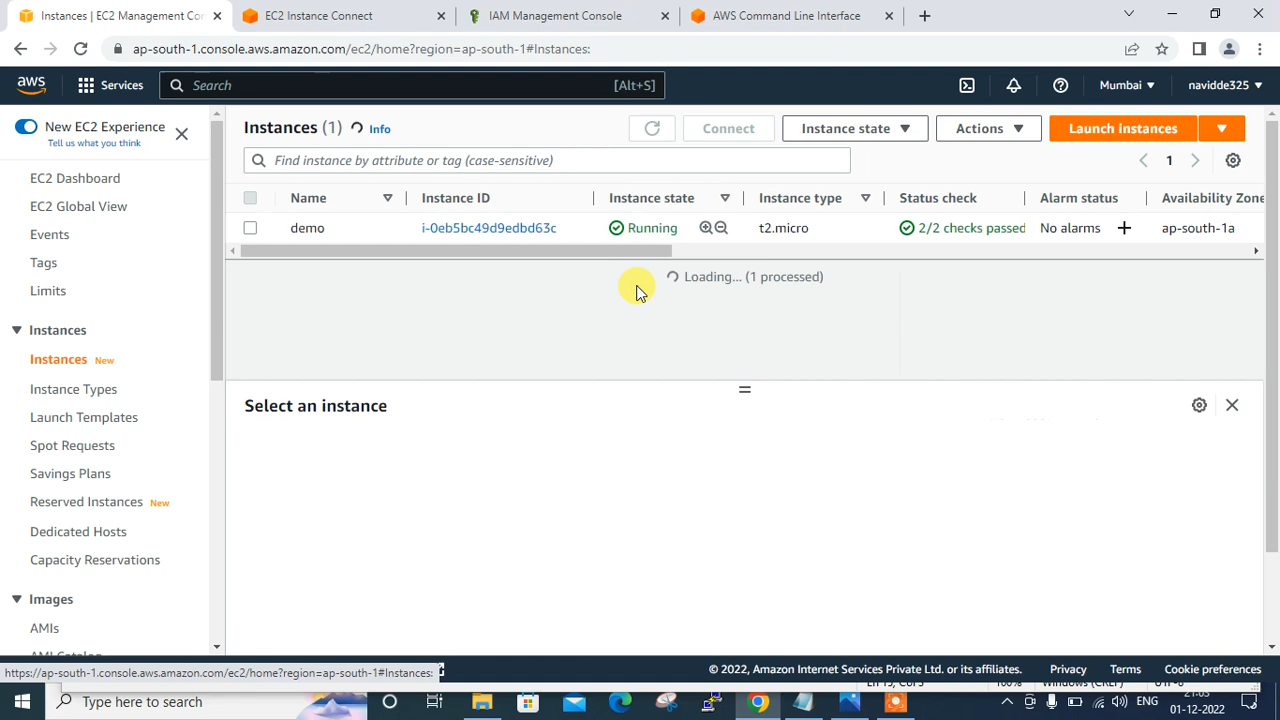 Instances | EC2 Management Con
EC2 Instance Connect
IAM Management Console
AWS Command Line Interface
ap-south-1.console.aws.amazon.com/ec2/home?region=ap-south-1#Instances:
aws
Services
Search
[Alt+S]
Mumbai
navidde325
New EC2 Experience
Tell us what you think
Instances (1)
Info
Connect
Instance state
Actions
Launch instances
Find instance by attribute or tag (case-sensitive)
1
Name
Instance ID
Instance state
Instance type
Status check
Alarm status
Availability Zone
demo
i-0eb5bc49d9edbd63c
Running
t2.micro
2/2 checks passed
No alarms
ap-south-1a
Loading... (1 processed)
Select an instance
EC2 Dashboard
EC2 Global View
Events
Tags
Limits
Instances
Instances New
Instance Types
Launch Templates
Spot Requests
Savings Plans
Reserved Instances New
Dedicated Hosts
Capacity Reservations
Images
AMIs
AMI Catalog
https://ap-south-1.console.aws.amazon.com/ec2/home?region=ap-south-1#Instances:
© 2022, Amazon Internet Services Private Ltd. or its affiliates.
Privacy
Terms
Cookie preferences
Type here to search
ENG
21:03
01-12-2022